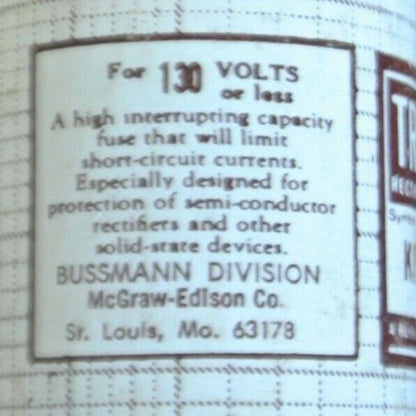 For 130 VOLTS
or less
A high interrupting capacity
fuse that will limit
short-circuit currents.
Especially designed for
protection of semi-conductor
rectifiers and other
solid-state devices.
BUSSMANN DIVISION
McGraw-Edison Co.
St. Louis, Mo. 63178